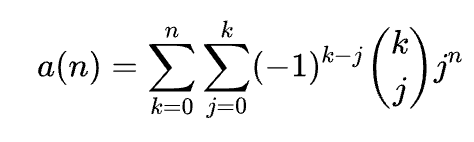 a(n) = \sum_{k=0}^{n} \sum_{j=0}^{k} (-1)^{k-j} \binom{k}{j} j^n